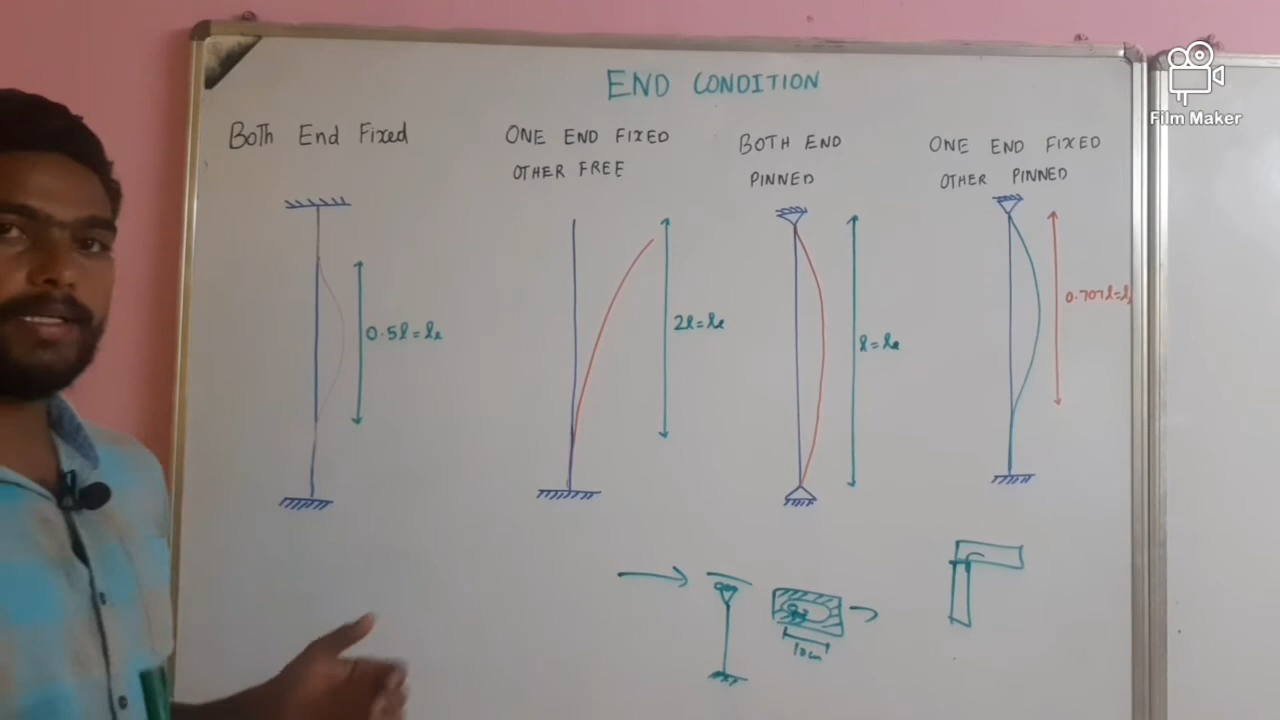 END CONDITION
Both End Fixed
ONE END FIXED
OTHER FREE
BOTH END
PINNED
ONE END FIXED
OTHER PINNED
0.5l=le
2l=le
l=le
0.707l=l
10cm
Film Maker